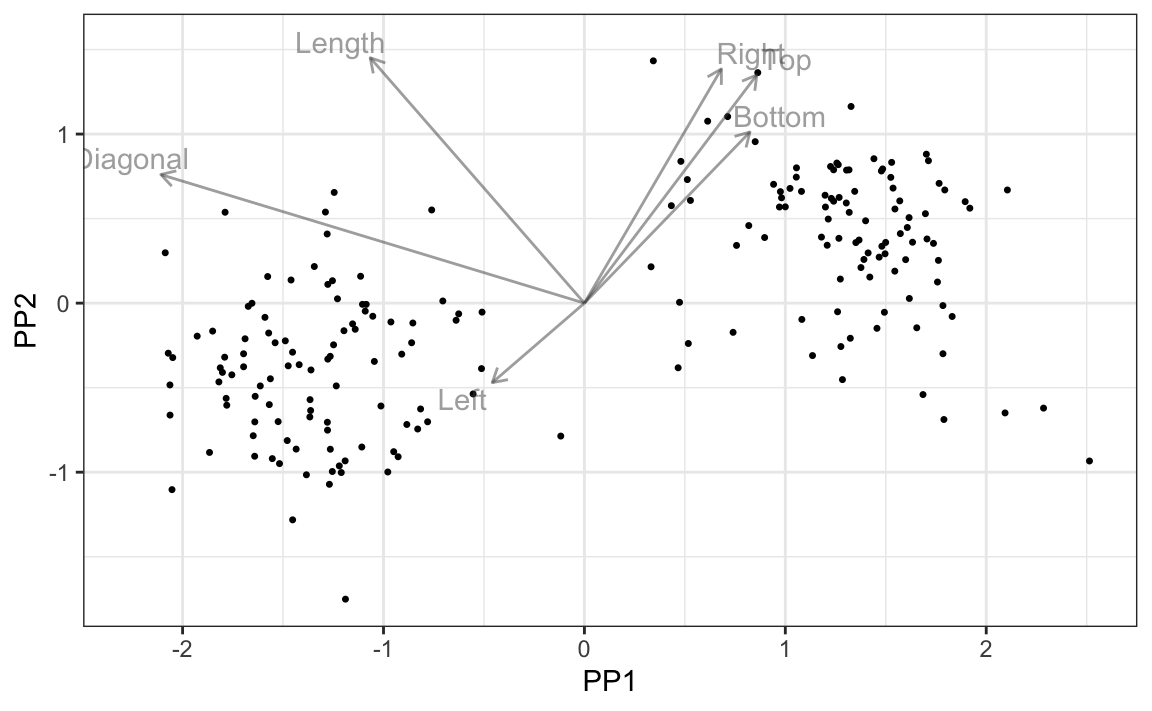 Length
Right
Top
Bottom
Diagonal
Left
1
0
-1
-2
-1
0
1
2
PP1
PP2